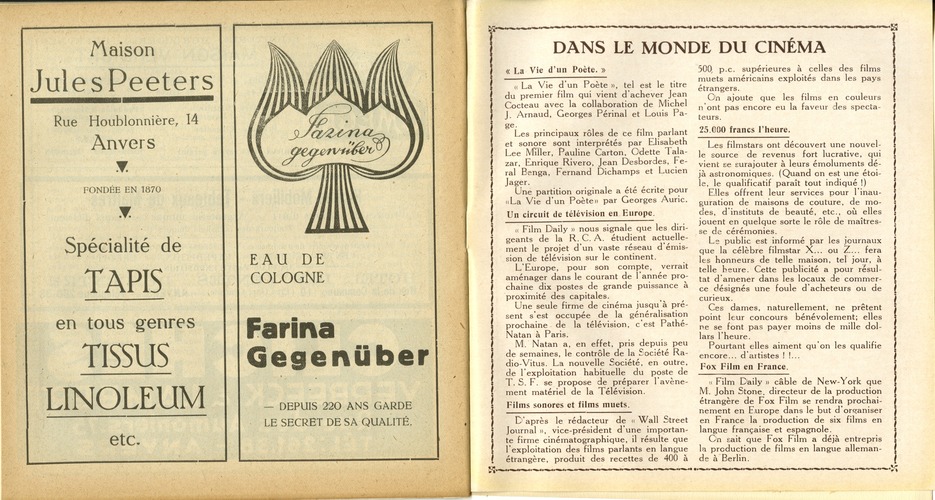 Maison
Jules Peeters
Rue Houblonnière, 14
Anvers
FONDÉE EN 1870
Spécialité de
TAPIS
en tous genres
TISSUS
LINOLEUM
etc.
Farina
gegenüber
EAU DE
COLOGNE
Farina
Gegenüber
— DEPUIS 220 ANS GARDE
LE SECRET DE SA QUALITÉ.
DANS LE MONDE DU CINÉMA
« La Vie d'un Poète. »
« La Vie d'un Poète », tel est le titre
du premier film qui vient d'achever Jean
Cocteau avec la collaboration de Michel
J. Arnaud, Georges Périnal et Louis Pa-
ge.
Les principaux rôles de ce film parlant
et sonore sont interprétés par Elisabeth
Lee Miller, Pauline Carton, Odette Tala-
zar, Enrique Rivero, Jean Desbordes, Fe-
ral Benga, Fernand Dichamps et Lucien
Jager.
Une partition originale a été écrite pour
«La Vie d'un Poète» par Georges Auric.
Un circuit de télévision en Europe.
« Film Daily » nous signale que les diri-
geants de la R. C. A. étudient actuelle-
ment le projet d'un vaste réseau d'émis-
sion de télévision sur le continent.
L'Europe, pour son compte, verrait
aménager dans le courant de l'année pro-
chaine dix postes de grande puissance à
proximité des capitales.
Une seule firme de cinéma jusqu'à pré-
sent s'est occupée de la généralisation
prochaine de la télévision, c'est Pathé-
Natan à Paris.
M. Natan a, en effet, pris depuis peu
de semaines, le contrôle de la Société Ra-
dio-Vitus. La nouvelle Société, en outre,
de l'exploitation habituelle du poste de
T. S. F. se propose de préparer l'avène-
ment matériel de la Télévision.
Films sonores et films muets.
D'après le rédacteur de « Wall Street
Journal », vice-président d'une importan-
te firme cinématographique, il résulte que
l'exploitation des films parlants en langue
étrangère, produit des recettes de 400 à
500 p.c. supérieures à celles des films
muets américains exploités dans les pays
étrangers.
On ajoute que les films en couleurs
n'ont pas encore eu la faveur des specta-
teurs.
25.000 francs l'heure.
Les filmstars ont découvert une nouvel-
le source de revenus fort lucrative, qui
vient se surajouter à leurs émoluments dé-
jà astronomiques. (Quand on est une étoi-
le, le qualificatif paraît tout indiqué !)
Elles offrent leur services pour l'inau-
guration de maisons de couture, de mo-
des, d'instituts de beauté, etc., où elles
jouent en quelque sorte le rôle de maîtres-
se de cérémonies.
Le public est informé par les journaux
que la célèbre filmstar X... ou Z... fera
les honneurs de telle maison, tel jour, à
telle heure. Cette publicité a pour résul-
tat d'amener dans les locaux de commer-
ce désignés une foule d'acheteurs ou de
curieux.
Ces dames, naturellement, ne prêtent
point leur concours bénévolement; elles
ne se font pas payer moins de mille dol-
lars l'heure.
Pourtant elles aiment qu'on les qualifie
encore... d'artistes ! !...
Fox Film en France.
« Film Daily » câble de New-York que
M. John Stone, directeur de la production
étrangère de Fox Film se rendra prochai-
nement en Europe dans le but d'organiser
en France la production de six films en
langue française et espagnole.
On sait que Fox Film a déjà entrepris
la production de films en langue alleman-
de à Berlin.